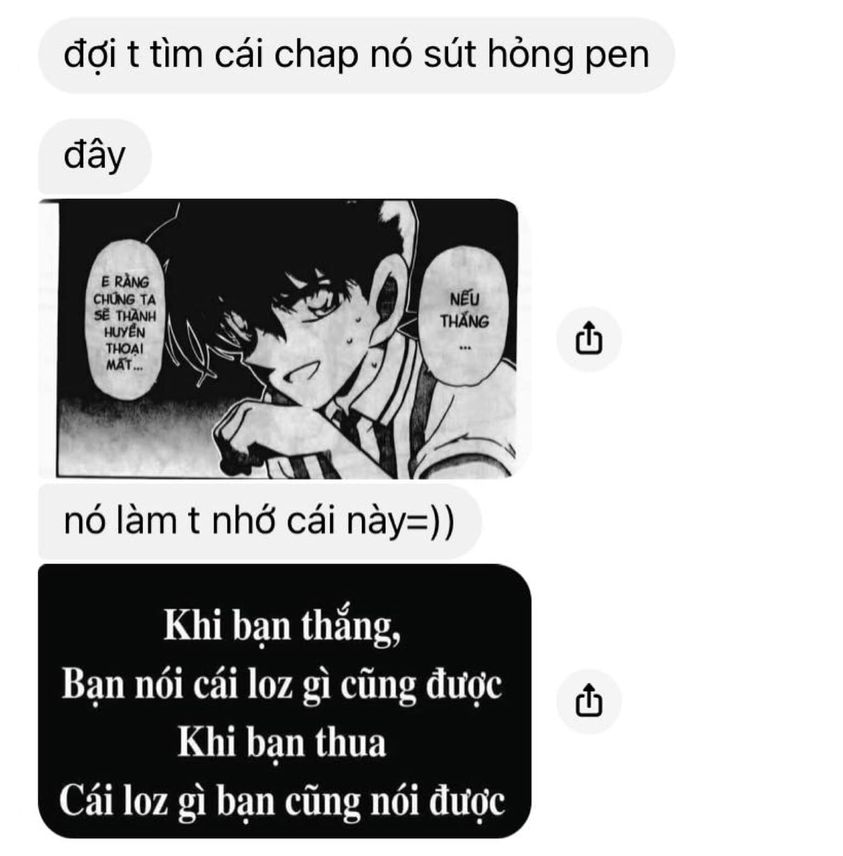 đợi t tìm cái chap nó sút hỏng pen
đây
NẾU
THẮNG
...
E RẰNG
CHÚNG TA
SẼ THÀNH
HUYỀN
THOẠI
MẤT...
nó làm t nhớ cái này=))
Khi bạn thắng,
Bạn nói cái loz gì cũng được
Khi bạn thua
Cái loz gì bạn cũng nói được